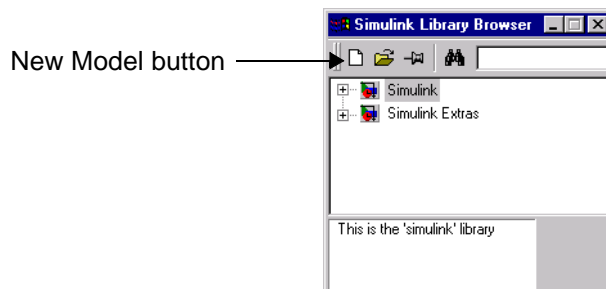 Simulink Library Browser
New Model button
Simulink
Simulink Extras
This is the 'simulink' library